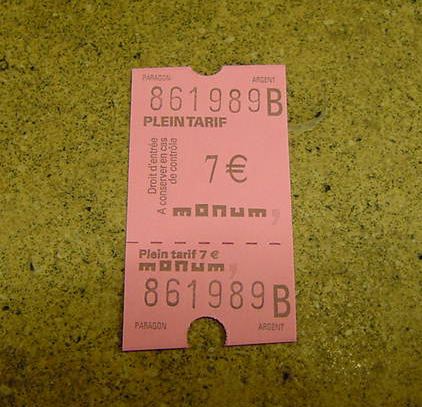 PARAGON ARGENT
861989B
PLEIN TARIF
Droit d'entrée
A conserver en cas
de contrôle
7 €
monum,
Plein tarif 7 €
monum,
861989B
PARAGON ARGENT